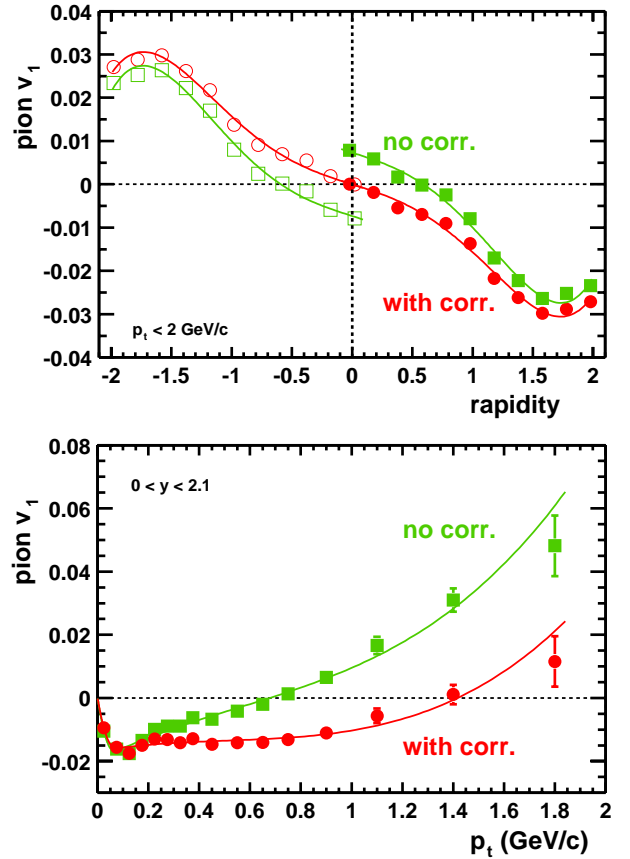 pion v₁
0.04
0.03
0.02
0.01
0
-0.01
-0.02
-0.03
-0.04
no corr.
with corr.
pₜ < 2 GeV/c
-2 -1.5 -1 -0.5 0 0.5 1 1.5 2
rapidity
pion v₁
0.08
0.06
0.04
0.02
0
-0.02
0 < y < 2.1
no corr.
with corr.
0 0.2 0.4 0.6 0.8 1 1.2 1.4 1.6 1.8 2
pₜ (GeV/c)